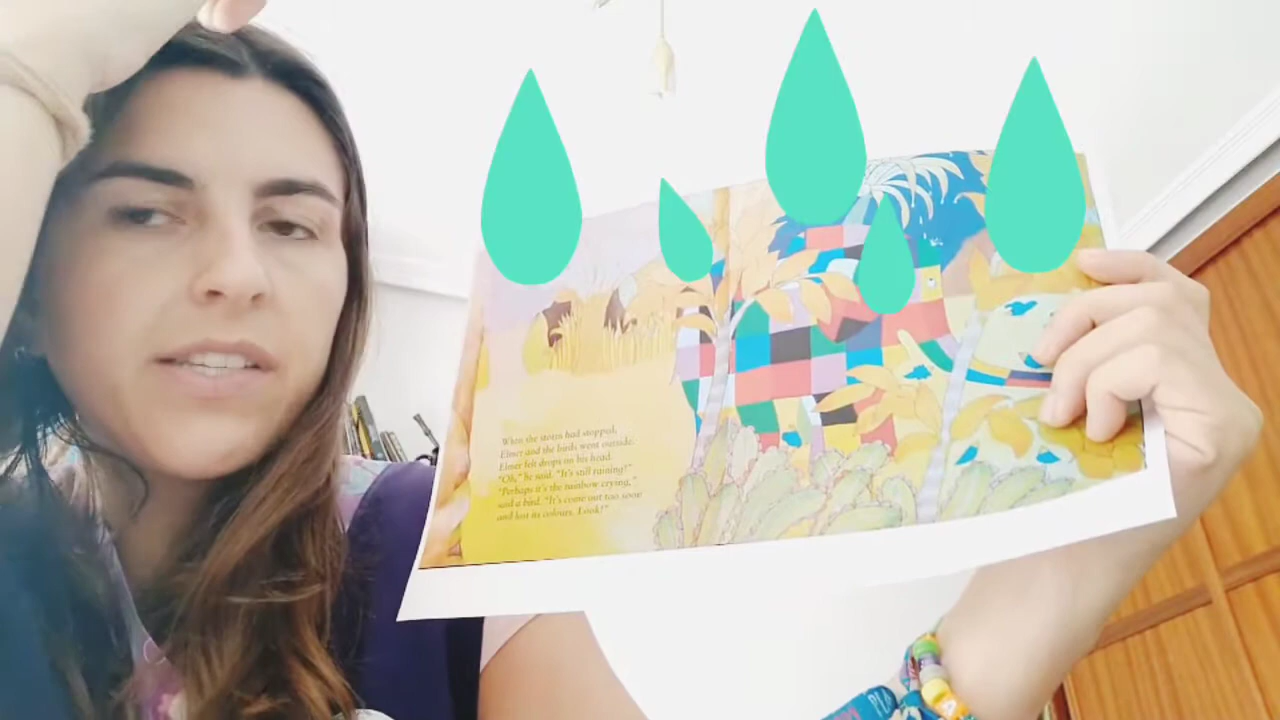 When the storm had stopped,
Elmer and the birds went outside.
Elmer felt drops on his head.
"Oh," he said. "It's still raining!"
"Perhaps it's the rainbow crying,"
said a bird. "It's come out too soon
and lost its colours. Look!"
PLA
A